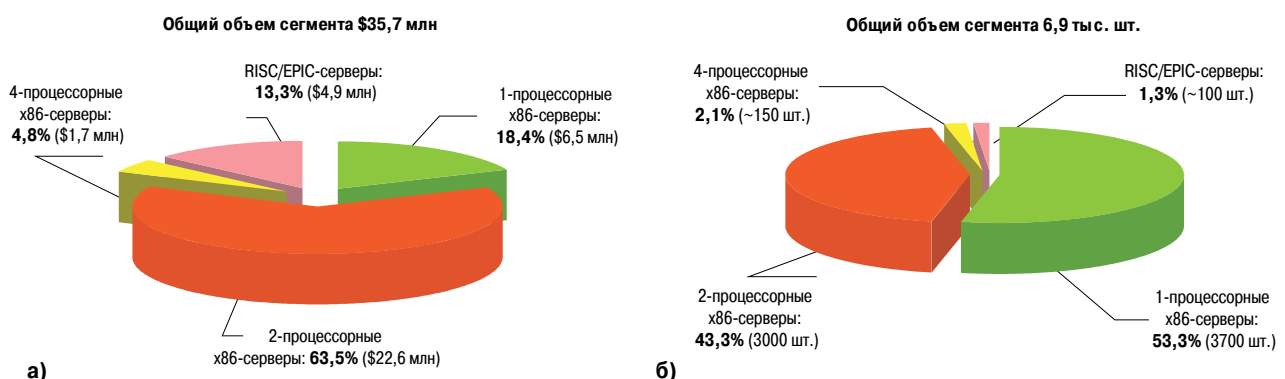 Общий объем сегмента $35,7 млн
RISC/EPIC-серверы:
13,3% ($4,9 млн)
4-процессорные
x86-серверы:
4,8% ($1,7 млн)
1-процессорные
x86-серверы:
18,4% ($6,5 млн)
2-процессорные
x86-серверы: 63,5% ($22,6 млн)
а)
Общий объем сегмента 6,9 тыс. шт.
4-процессорные
x86-серверы:
2,1% (~150 шт.)
RISC/EPIC-серверы:
1,3% (~100 шт.)
2-процессорные
x86-серверы:
43,3% (3000 шт.)
1-процессорные
x86-серверы:
53,3% (3700 шт.)
б)